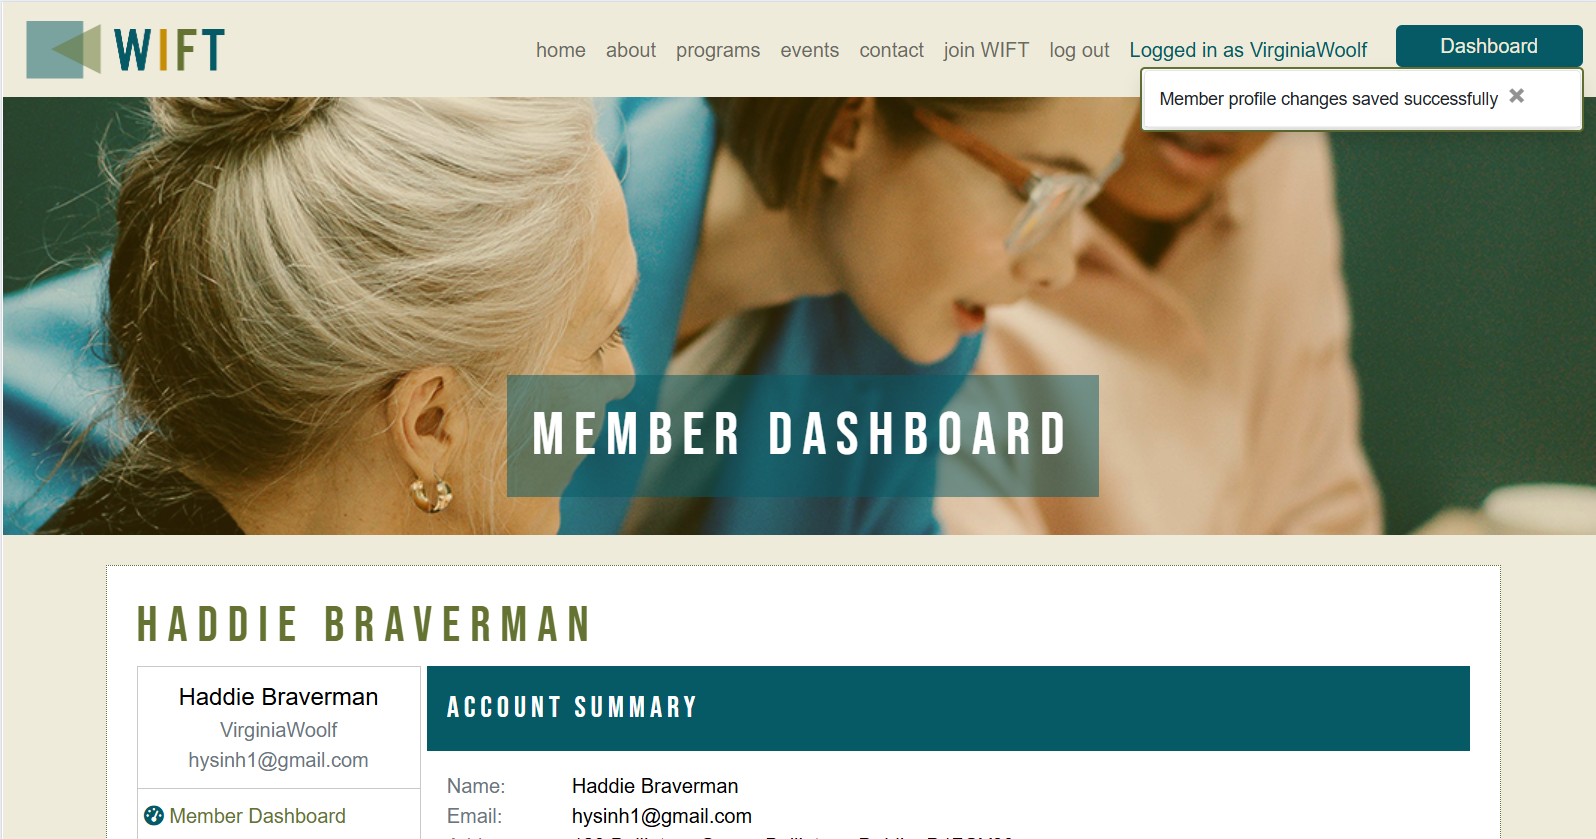 WIFT
home about programs events contact join WIFT log out Logged in as VirginiaWoolf Dashboard
Member profile changes saved successfully
MEMBER DASHBOARD
HADDIE BRAVERMAN
Haddie Braverman
VirginiaWoolf
hysinh1@gmail.com
Member Dashboard
ACCOUNT SUMMARY
Name: Haddie Braverman
Email: hysinh1@gmail.com